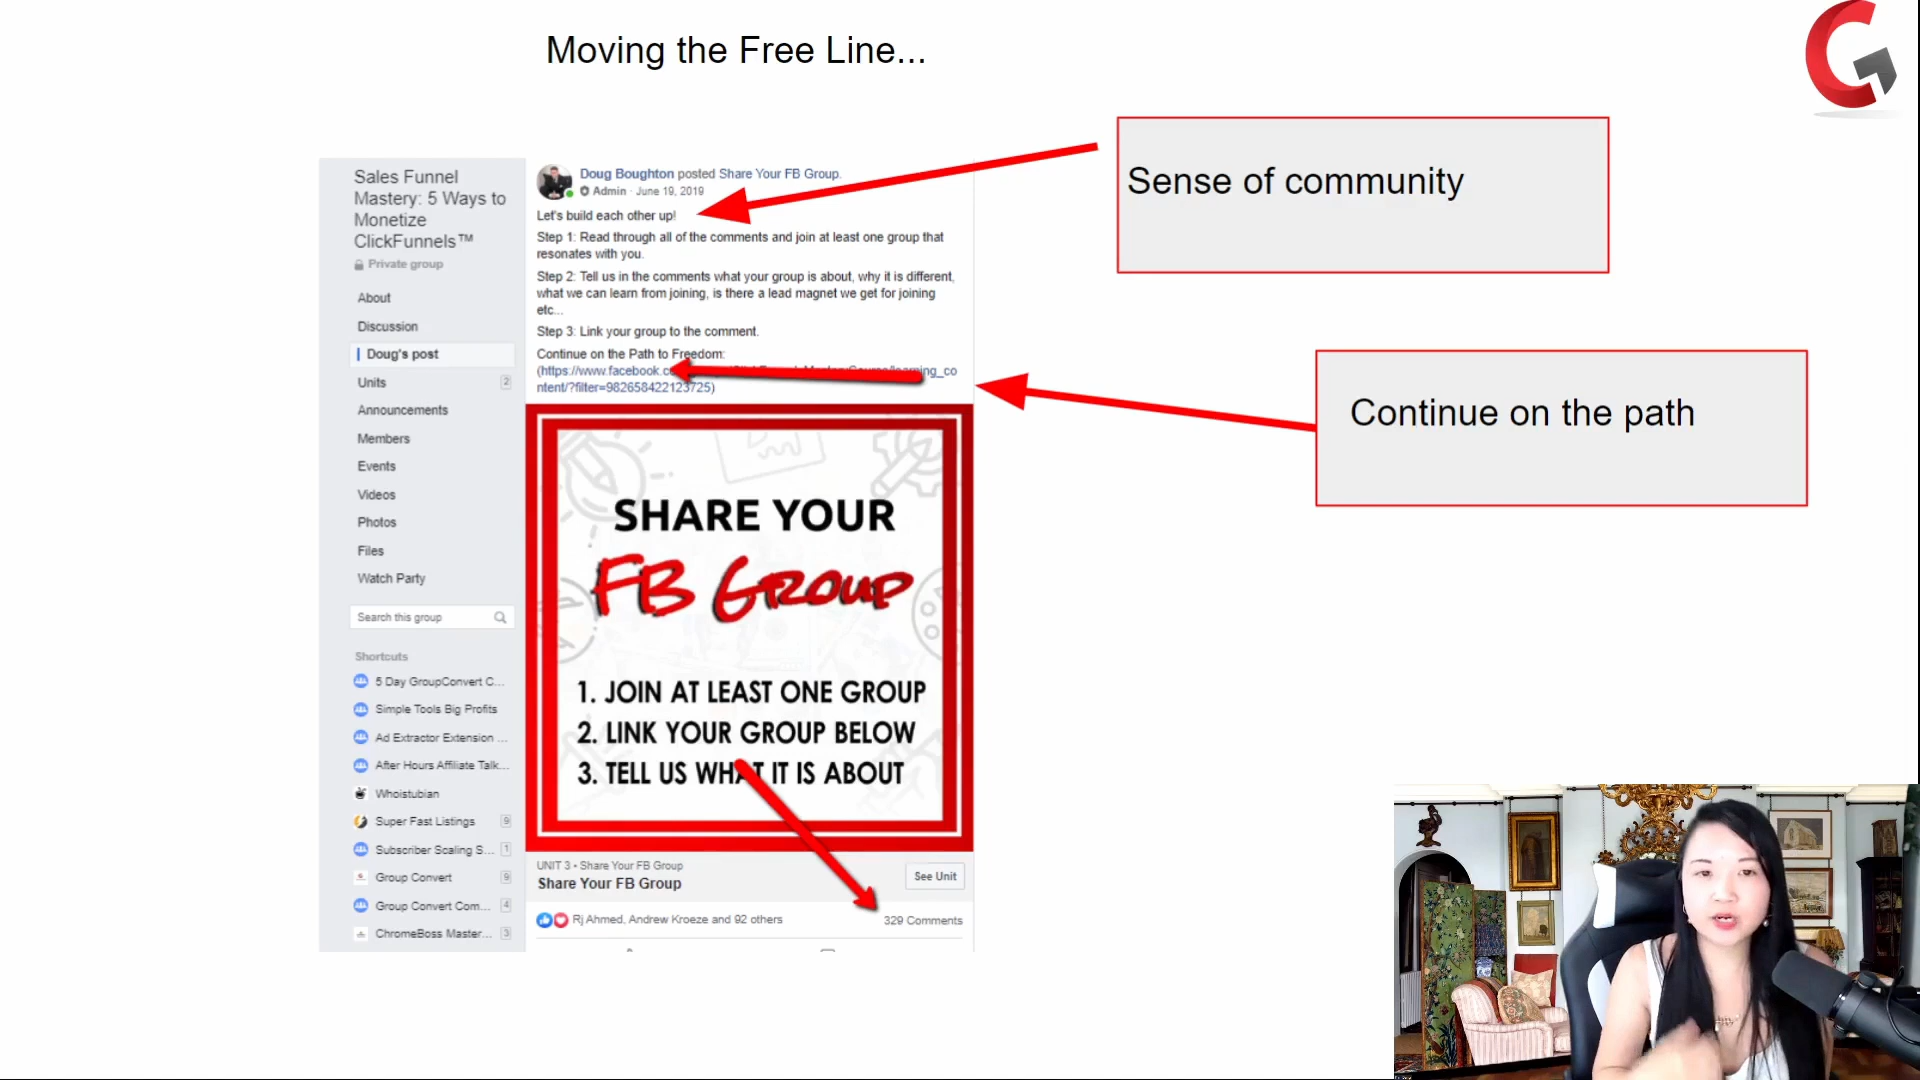 Moving the Free Line...
Sense of community
Continue on the path
Sales Funnel
Mastery: 5 Ways to
Monetize
ClickFunnels™
Private group
About
Discussion
Doug's post
Units 2
Announcements
Members
Events
Videos
Photos
Files
Watch Party
Search this group
Shortcuts
5 Day GroupConvert C...
Simple Tools Big Profits
Ad Extractor Extension ...
After Hours Affiliate Talk...
Whoistubian
Super Fast Listings 9
Subscriber Scaling S... 1
Group Convert 9
Group Convert Com... 4
ChromeBoss Master... 3
Doug Boughton posted Share Your FB Group.
Admin · June 19, 2019
Let's build each other up!
Step 1: Read through all of the comments and join at least one group that
resonates with you.
Step 2: Tell us in the comments what your group is about, why it is different,
what we can learn from joining, is there a lead magnet we get for joining
etc...
Step 3: Link your group to the comment.
Continue on the Path to Freedom:
(https://www.facebook.c
ntent/?filter=982658422123725)
SHARE YOUR
FB GROUP
1. JOIN AT LEAST ONE GROUP
2. LINK YOUR GROUP BELOW
3. TELL US WHAT IT IS ABOUT
UNIT 3 • Share Your FB Group
Share Your FB Group
See Unit
Rj Ahmed, Andrew Kroeze and 92 others
329 Comments